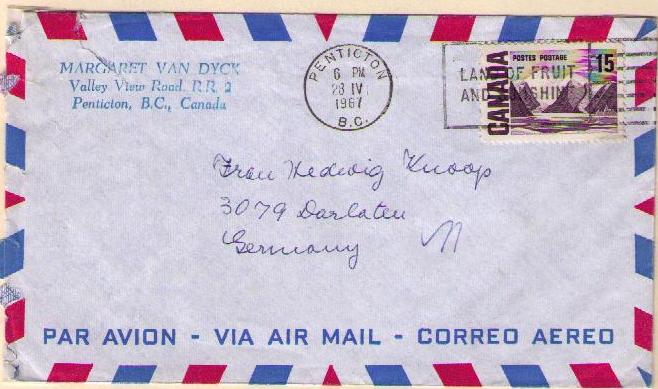 MARGARET VAN DYCK
Valley View Road, R.R. 2
Penticton, B.C., Canada
PENTICTON
6 PM
28 IV
1967
B.C.
LAND OF FRUIT
AND SUNSHINE
POSTES POSTAGE
15
CANADA
Frau Hedwig Knoop
3079 Darlaten
Germany
PAR AVION - VIA AIR MAIL - CORREO AEREO